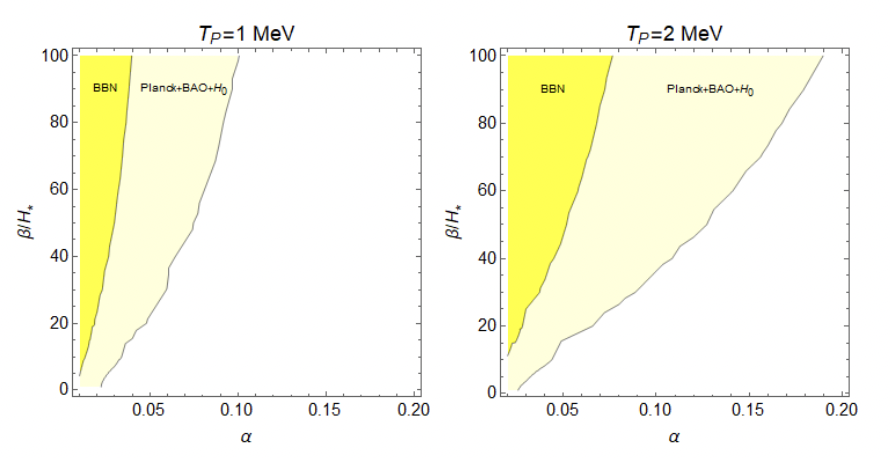 T_P=1 MeV
100
80
60
40
20
0
β/H_*
BBN
Planck+BAO+H_0
0.05
0.10
0.15
0.20
α
T_P=2 MeV
100
80
60
40
20
0
β/H_*
BBN
Planck+BAO+H_0
0.05
0.10
0.15
0.20
α